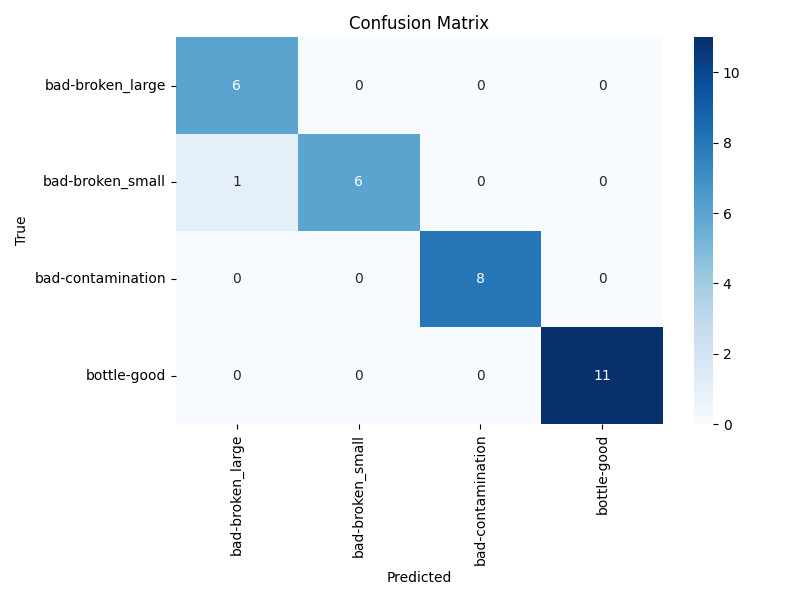 Confusion Matrix
bad-broken_large 6 0 0 0
bad-broken_small 1 6 0 0
bad-contamination 0 0 8 0
bottle-good 0 0 0 11
True
bad-broken_large
bad-broken_small
bad-contamination
bottle-good
Predicted
10
8
6
4
2
0